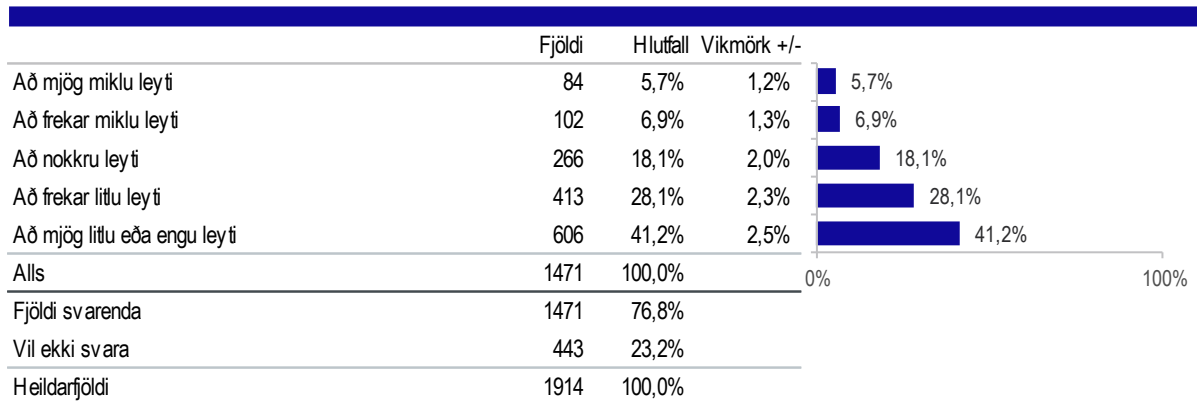 Fjöldi Hlutfall Vikmörk +/-
Að mjög miklu leyti 84 5,7% 1,2% 5,7%
Að frekar miklu leyti 102 6,9% 1,3% 6,9%
Að nokkru leyti 266 18,1% 2,0% 18,1%
Að frekar litlu leyti 413 28,1% 2,3% 28,1%
Að mjög litlu eða engu leyti 606 41,2% 2,5% 41,2%
Alls 1471 100,0% 0% 100%
Fjöldi svarenda 1471 76,8%
Vil ekki svara 443 23,2%
Heildarfjöldi 1914 100,0%